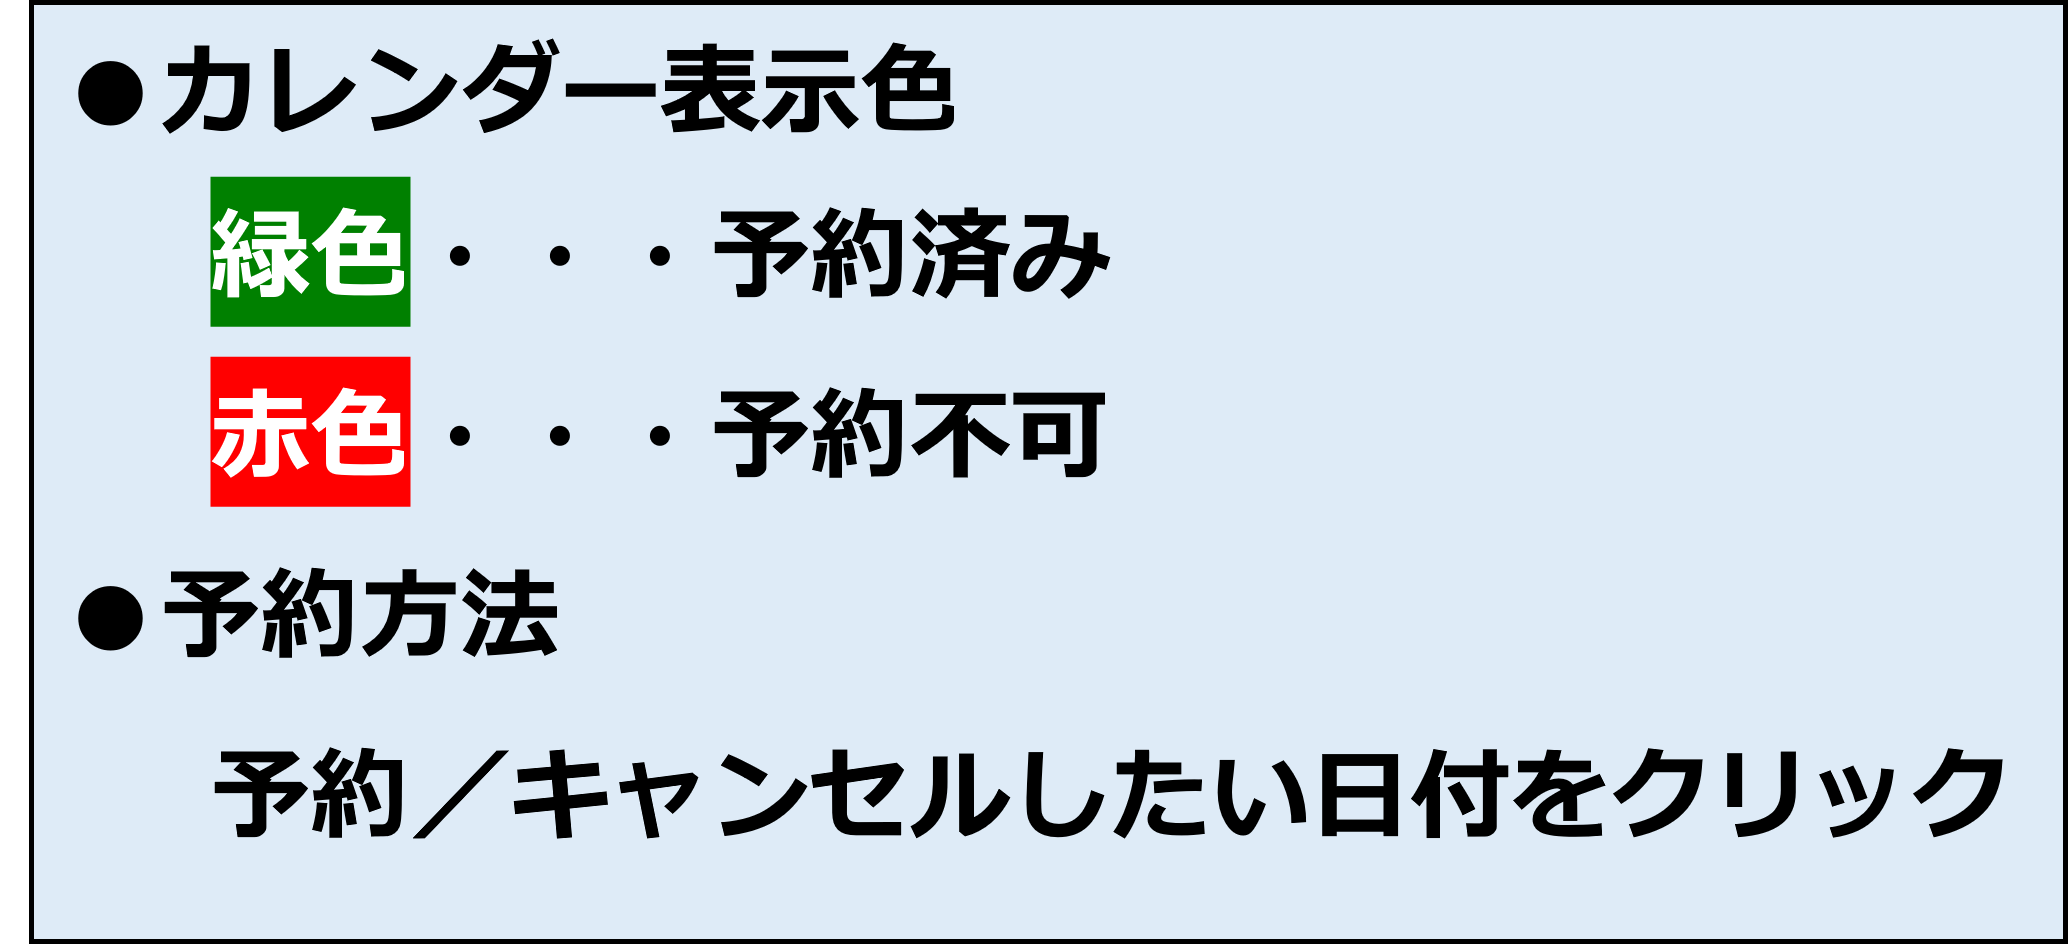 ●カレンダー表示色
緑色・・・予約済み
赤色・・・予約不可
●予約方法
予約／キャンセルしたい日付をクリック